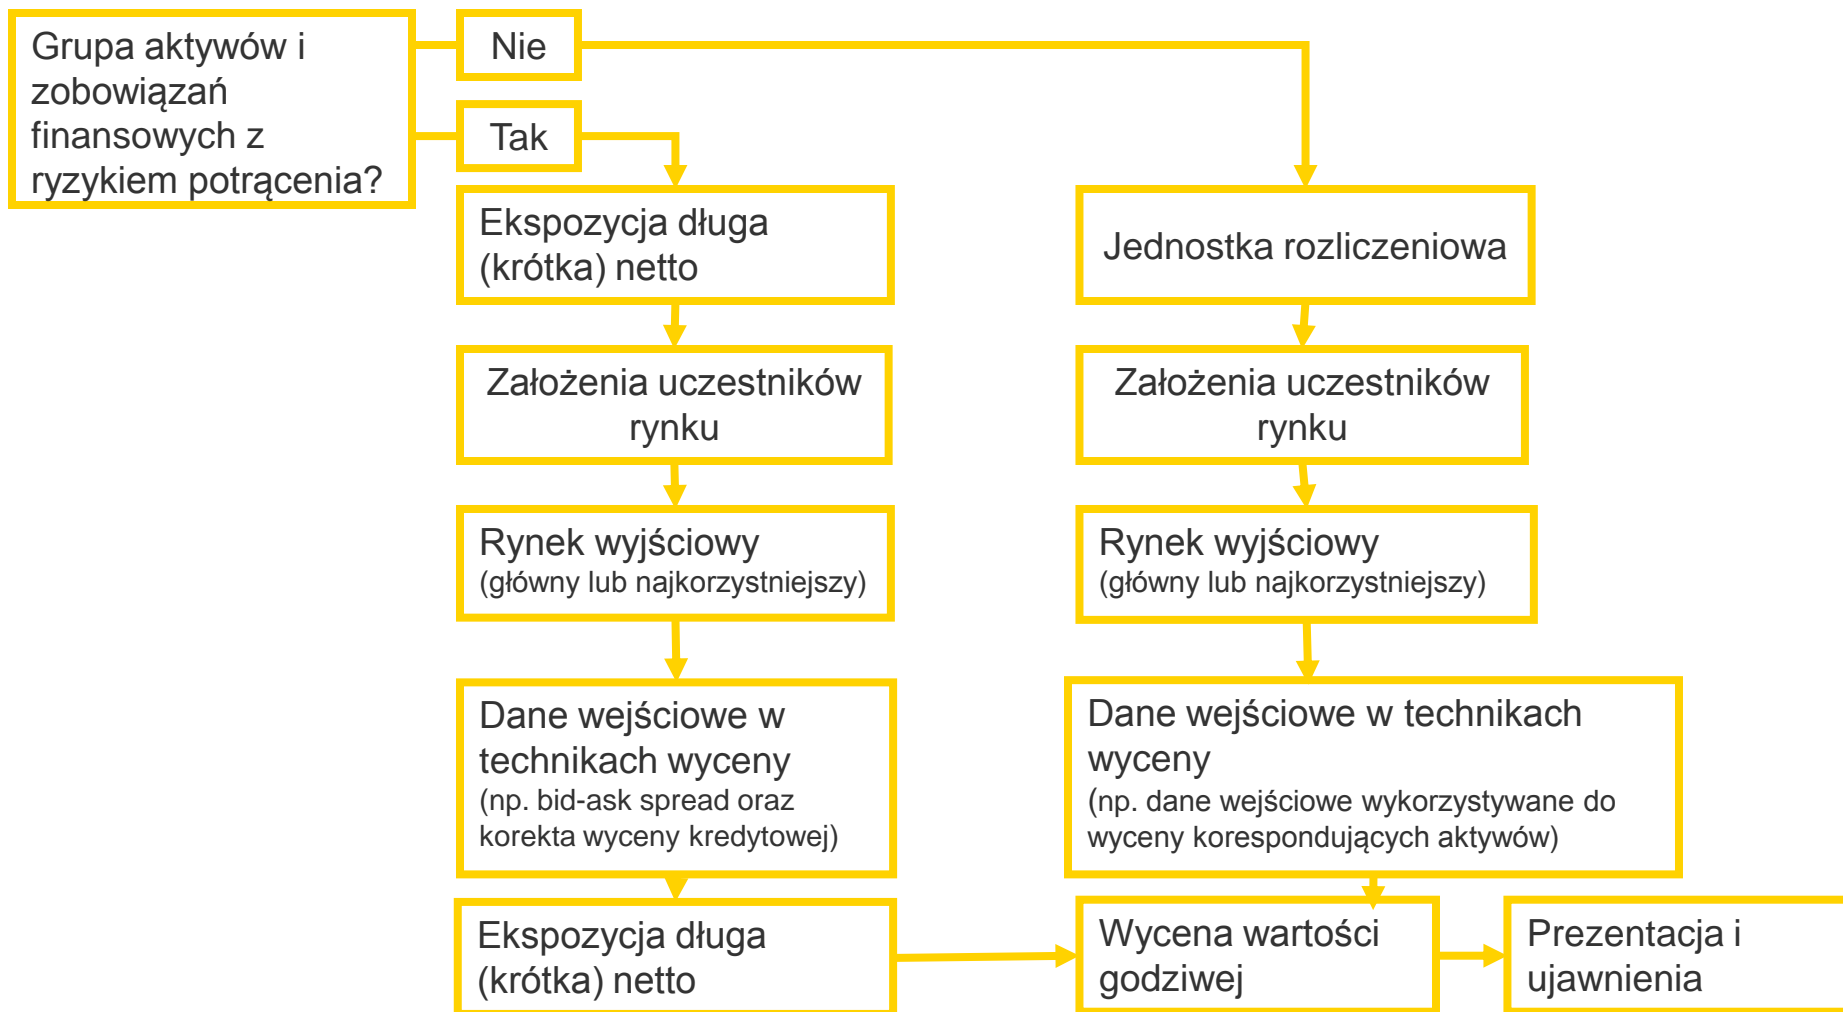 Grupa aktywów i
zobowiązań
finansowych z
ryzykiem potrącenia?
Nie
Tak
Ekspozycja długa
(krótka) netto
Jednostka rozliczeniowa
Założenia uczestników
rynku
Założenia uczestników
rynku
Rynek wyjściowy
(główny lub najkorzystniejszy)
Rynek wyjściowy
(główny lub najkorzystniejszy)
Dane wejściowe w
technikach wyceny
(np. bid-ask spread oraz
korekta wyceny kredytowej)
Dane wejściowe w technikach
wyceny
(np. dane wejściowe wykorzystywane do
wyceny korespondujących aktywów)
Ekspozycja długa
(krótka) netto
Wycena wartości
godziwej
Prezentacja i
ujawnienia